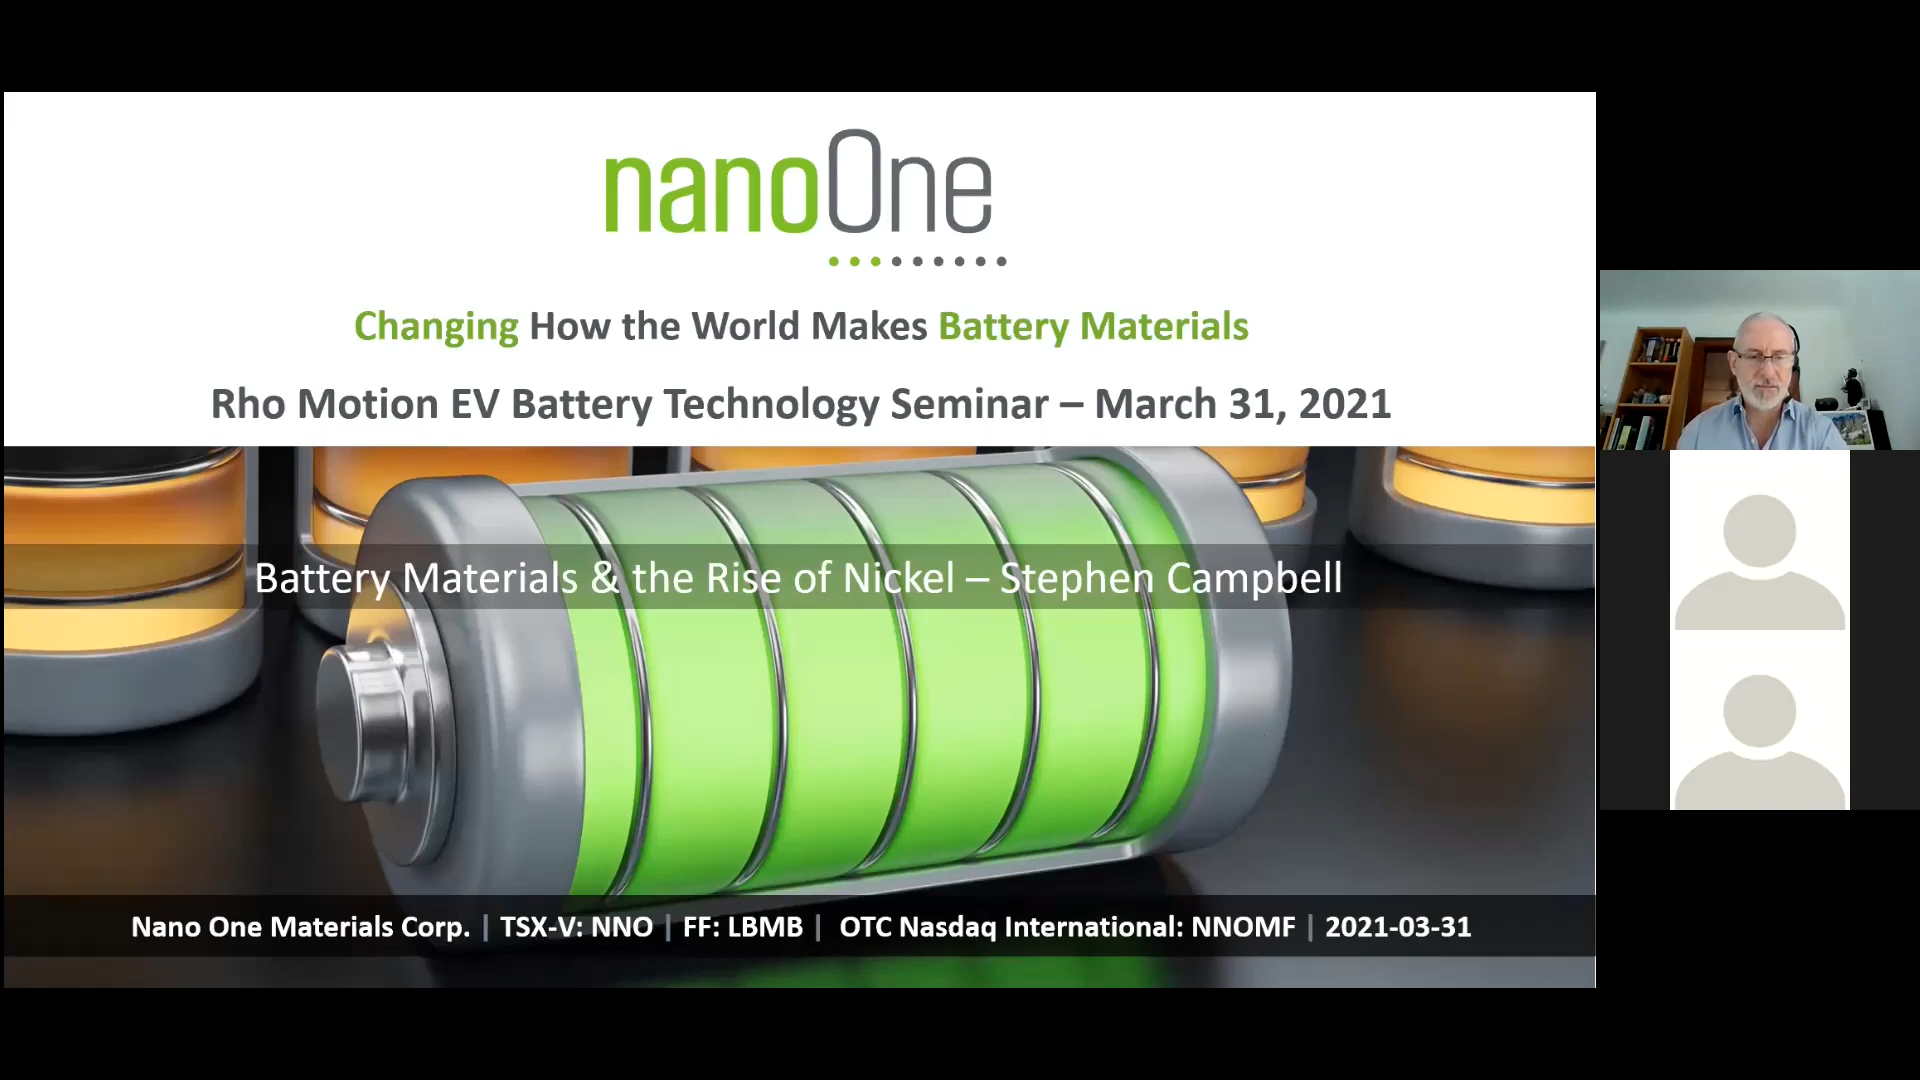 nanoOne
Changing How the World Makes Battery Materials
Rho Motion EV Battery Technology Seminar – March 31, 2021
Battery Materials & the Rise of Nickel – Stephen Campbell
Nano One Materials Corp. | TSX-V: NNO | FF: LBMB | OTC Nasdaq International: NNOMF | 2021-03-31